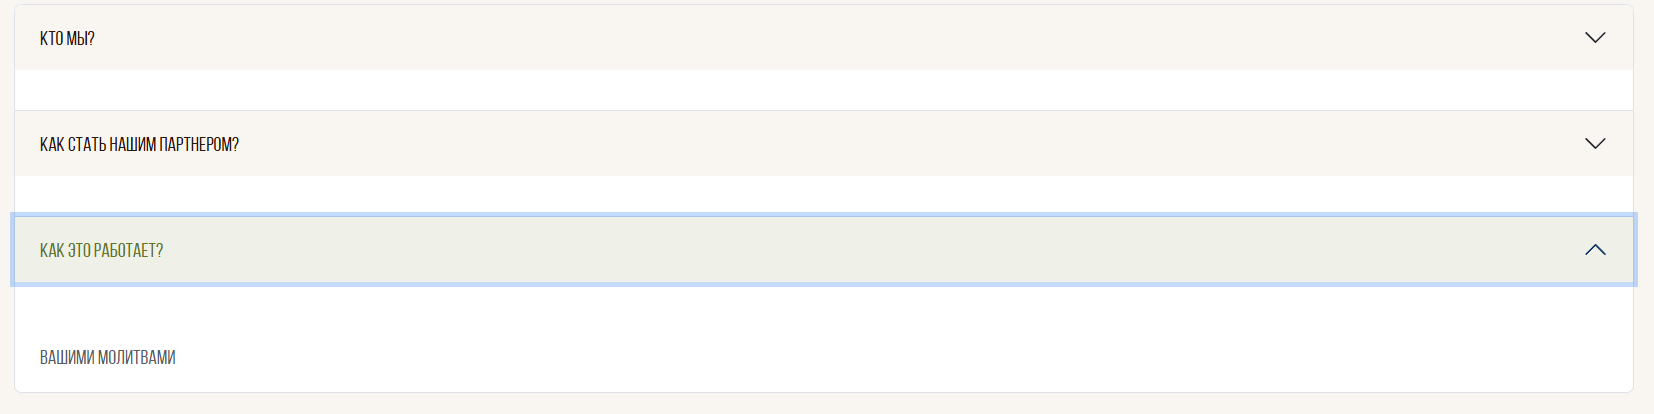 КТО МЫ?
КАК СТАТЬ НАШИМ ПАРТНЕРОМ?
КАК ЭТО РАБОТАЕТ?
ВАШИМИ МОЛИТВАМИ